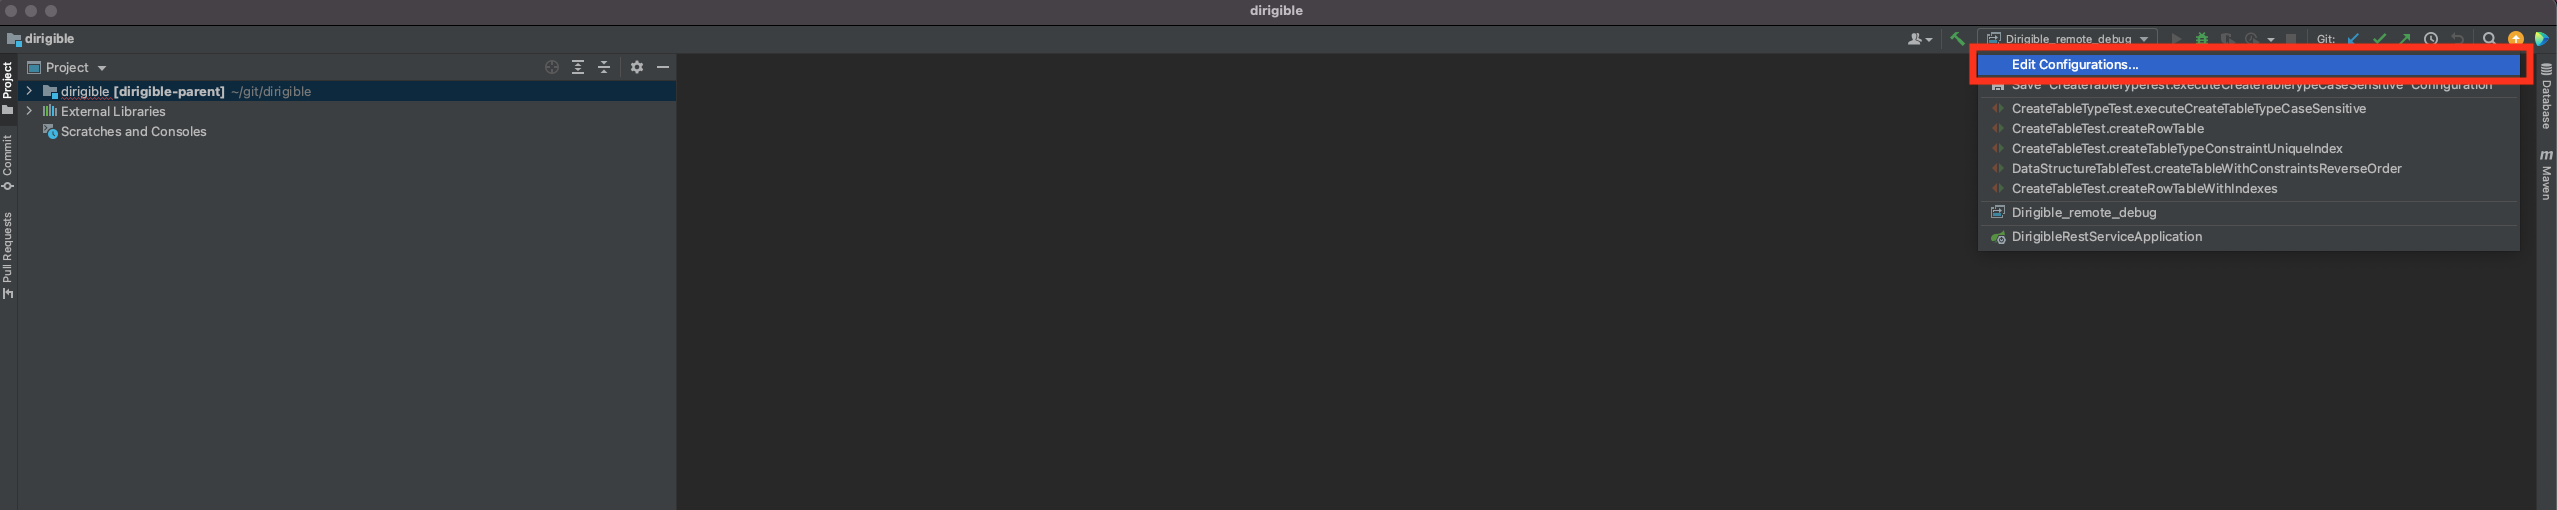 dirigible
dirigible
Dirigible_remote_debug
Git:
Project
Edit Configurations...
dirigible [dirigible-parent] ~/git/dirigible
Save 'CreateTableTypeTest.executeCreateTableTypeCaseSensitive' Configuration
External Libraries
CreateTableTypeTest.executeCreateTableTypeCaseSensitive
Scratches and Consoles
CreateTableTest.createRowTable
CreateTableTest.createTableTypeConstraintUniqueIndex
DataStructureTableTest.createTableWithConstraintsReverseOrder
CreateTableTest.createRowTableWithIndexes
Dirigible_remote_debug
DirigibleRestServiceApplication
Project
Commit
Pull Requests
Database
m Maven